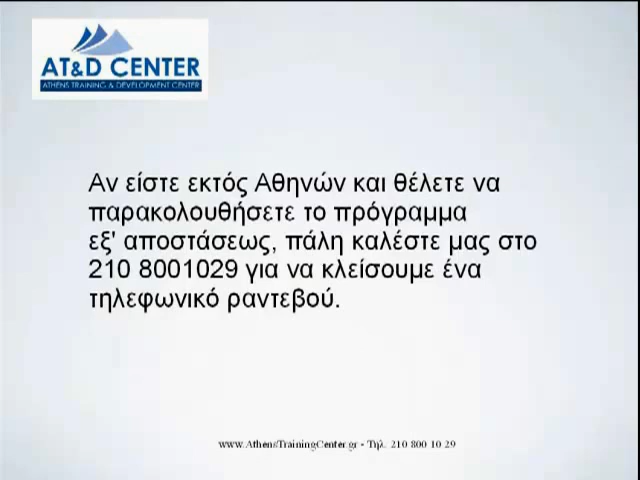 AT&D CENTER
ATHENS TRAINING & DEVELOPMENT CENTER
Αν είστε εκτός Αθηνών και θέλετε να
παρακολουθήσετε το πρόγραμμα
εξ' αποστάσεως, πάλη καλέστε μας στο
210 8001029 για να κλείσουμε ένα
τηλεφωνικό ραντεβού.
www.AthensTrainingCenter.gr - Τηλ. 210 800 10 29